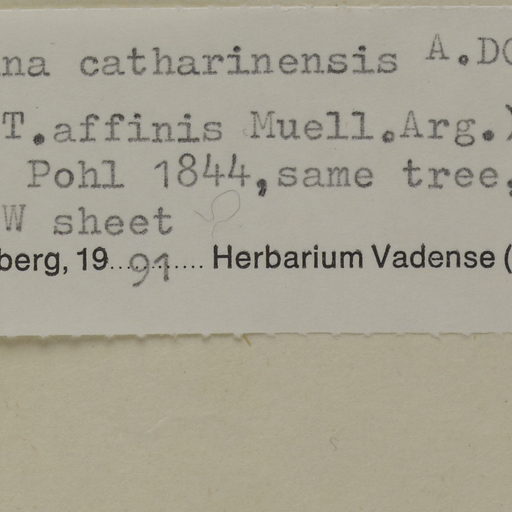 na catharinensis A.DC
T.affinis Muell.Arg.)
Pohl 1844,same tree,
W sheet
berg, 19...91....... Herbarium Vadense (